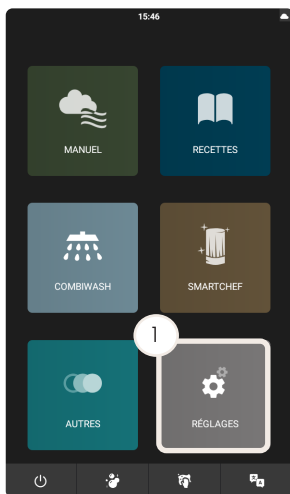 15:46
MANUEL
RECETTES
COMBIWASH
SMARTCHEF
1
AUTRES
RÉGLAGES